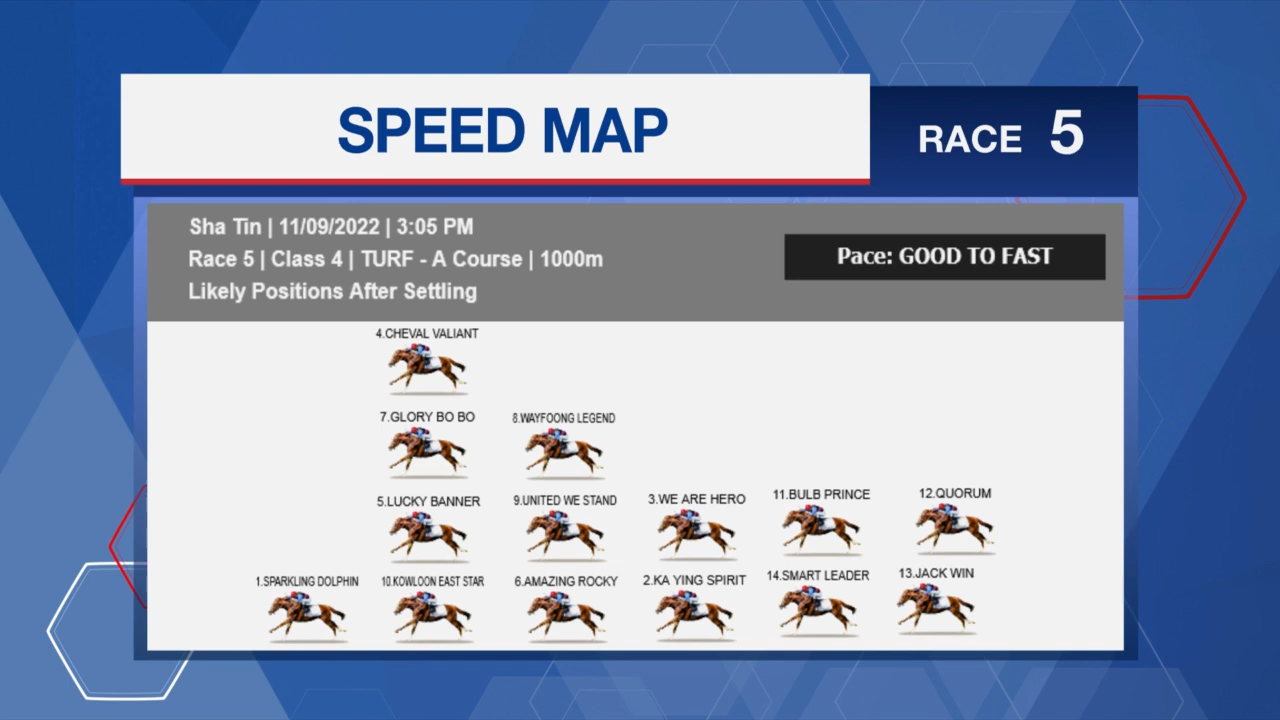 SPEED MAP
RACE 5
Sha Tin | 11/09/2022 | 3:05 PM
Race 5 | Class 4 | TURF - A Course | 1000m
Likely Positions After Settling
Pace: GOOD TO FAST
4.CHEVAL VALIANT
7.GLORY BO BO
8.WAYFOONG LEGEND
5.LUCKY BANNER
9.UNITED WE STAND
3.WE ARE HERO
11.BULB PRINCE
12.QUORUM
1.SPARKLING DOLPHIN
10.KOWLOON EAST STAR
6.AMAZING ROCKY
2.KA YING SPIRIT
14.SMART LEADER
13.JACK WIN